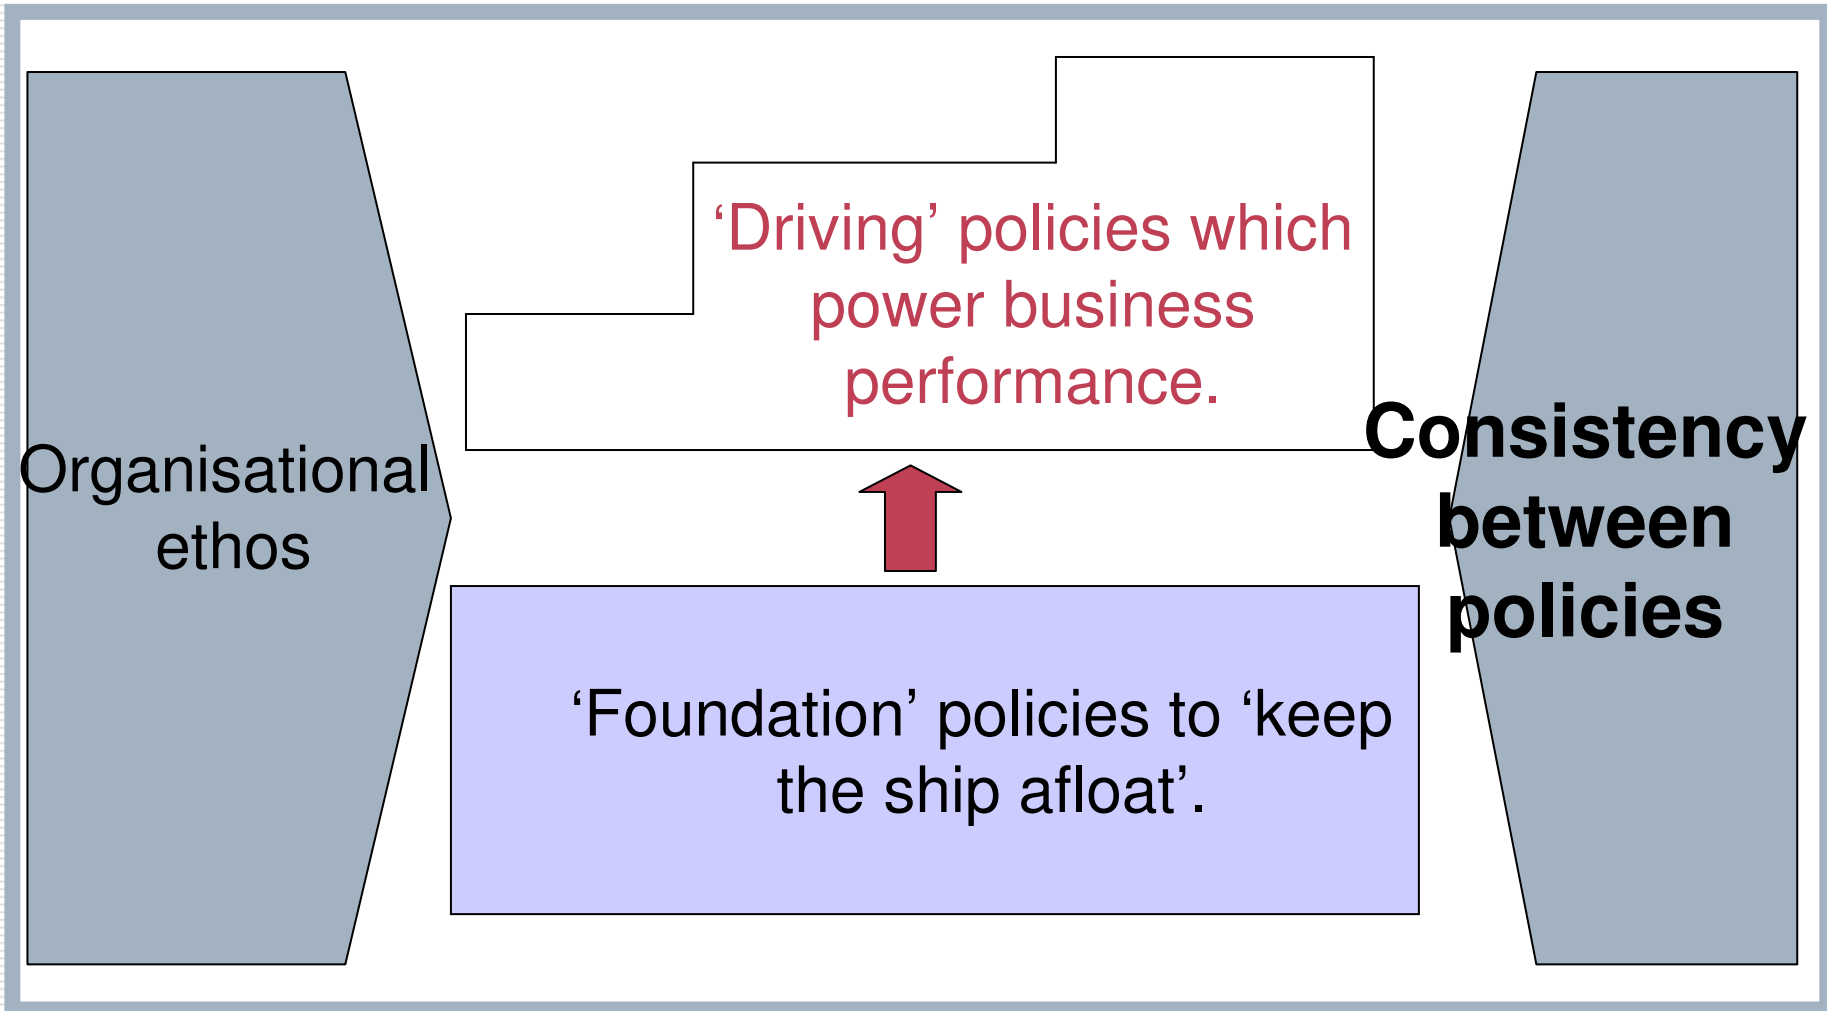 Organisational
ethos
‘Driving’ policies which
power business
performance.
‘Foundation’ policies to ‘keep
the ship afloat’.
Consistency
between
policies